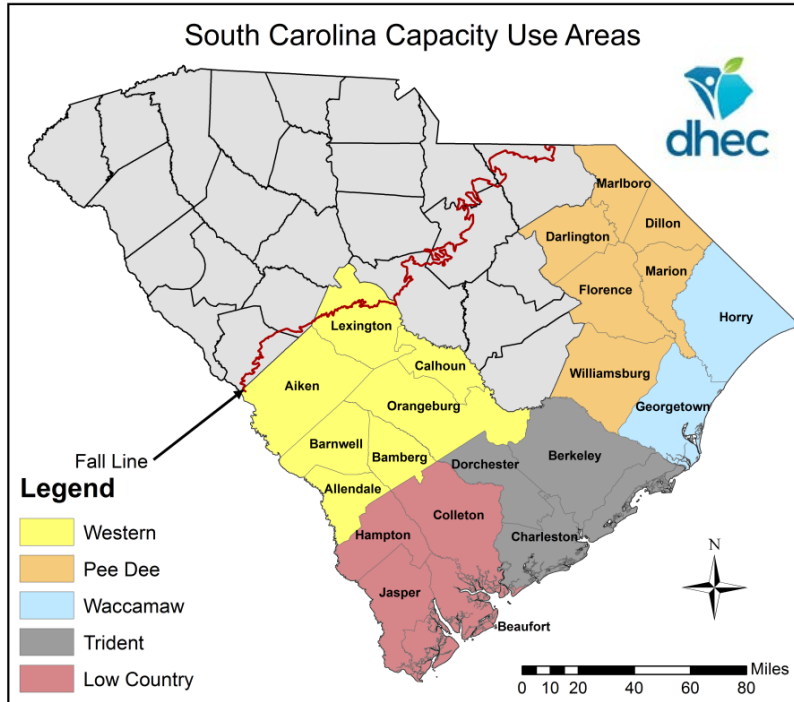 South Carolina Capacity Use Areas
dhec
Marlboro
Dillon
Darlington
Marion
Florence
Horry
Lexington
Calhoun
Williamsburg
Aiken
Georgetown
Orangeburg
Barnwell
Bamberg
Berkeley
Dorchester
Fall Line
Allendale
Legend
Colleton
Western
Hampton
Charleston
Pee Dee
N
Jasper
Waccamaw
Beaufort
Trident
Low Country
Miles
0 10 20 40 60 80